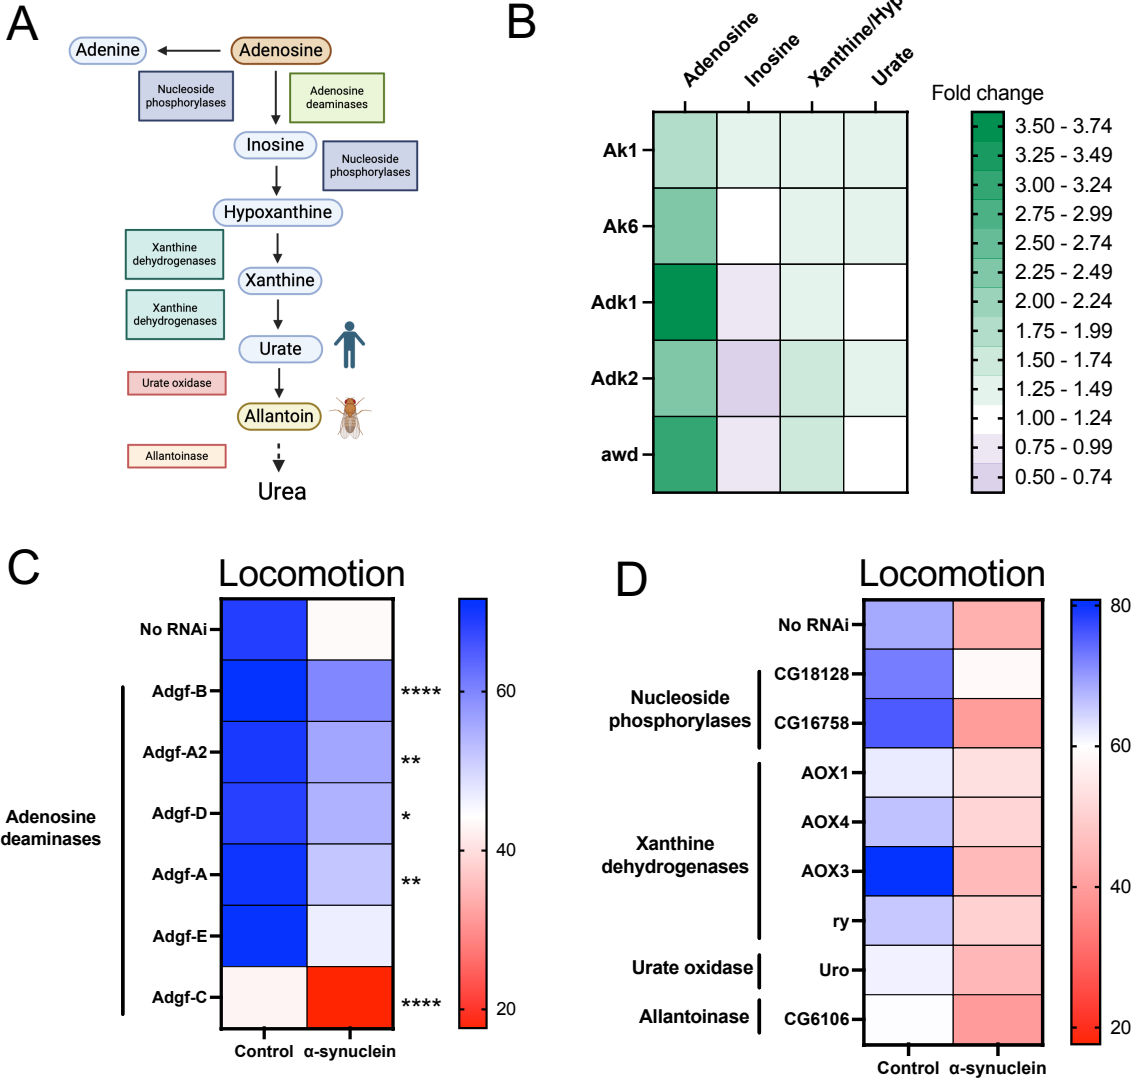 A
Adenine
Adenosine
Nucleoside
phosphorylases
Adenosine
deaminases
Inosine
Nucleoside
phosphorylases
Hypoxanthine
Xanthine
dehydrogenases
Xanthine
Xanthine
dehydrogenases
Urate
Urate oxidase
Allantoin
Allantoinase
Urea
B
Adenosine
Inosine
Xanthine/Hyp
Urate
Fold change
Ak1
Ak6
Adk1
Adk2
awd
3.50 - 3.74
3.25 - 3.49
3.00 - 3.24
2.75 - 2.99
2.50 - 2.74
2.25 - 2.49
2.00 - 2.24
1.75 - 1.99
1.50 - 1.74
1.25 - 1.49
1.00 - 1.24
0.75 - 0.99
0.50 - 0.74
C
Locomotion
No RNAi
Adgf-B
****
Adgf-A2
**
Adgf-D
*
Adgf-A
**
Adgf-E
Adgf-C
****
Adenosine
deaminases
Control
α-synuclein
60
40
20
D
Locomotion
No RNAi
CG18128
CG16758
AOX1
AOX4
AOX3
ry
Uro
CG6106
Nucleoside
phosphorylases
Xanthine
dehydrogenases
Urate oxidase
Allantoinase
Control
α-synuclein
80
60
40
20